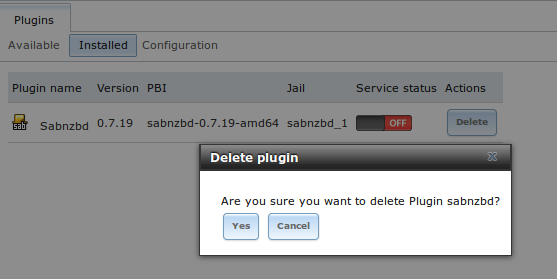 Plugins
Available Installed Configuration
Plugin name Version PBI Jail Service status Actions
sab Sabnzbd 0.7.19 sabnzbd-0.7.19-amd64 sabnzbd_1 OFF Delete
Delete plugin
Are you sure you want to delete Plugin sabnzbd?
Yes Cancel